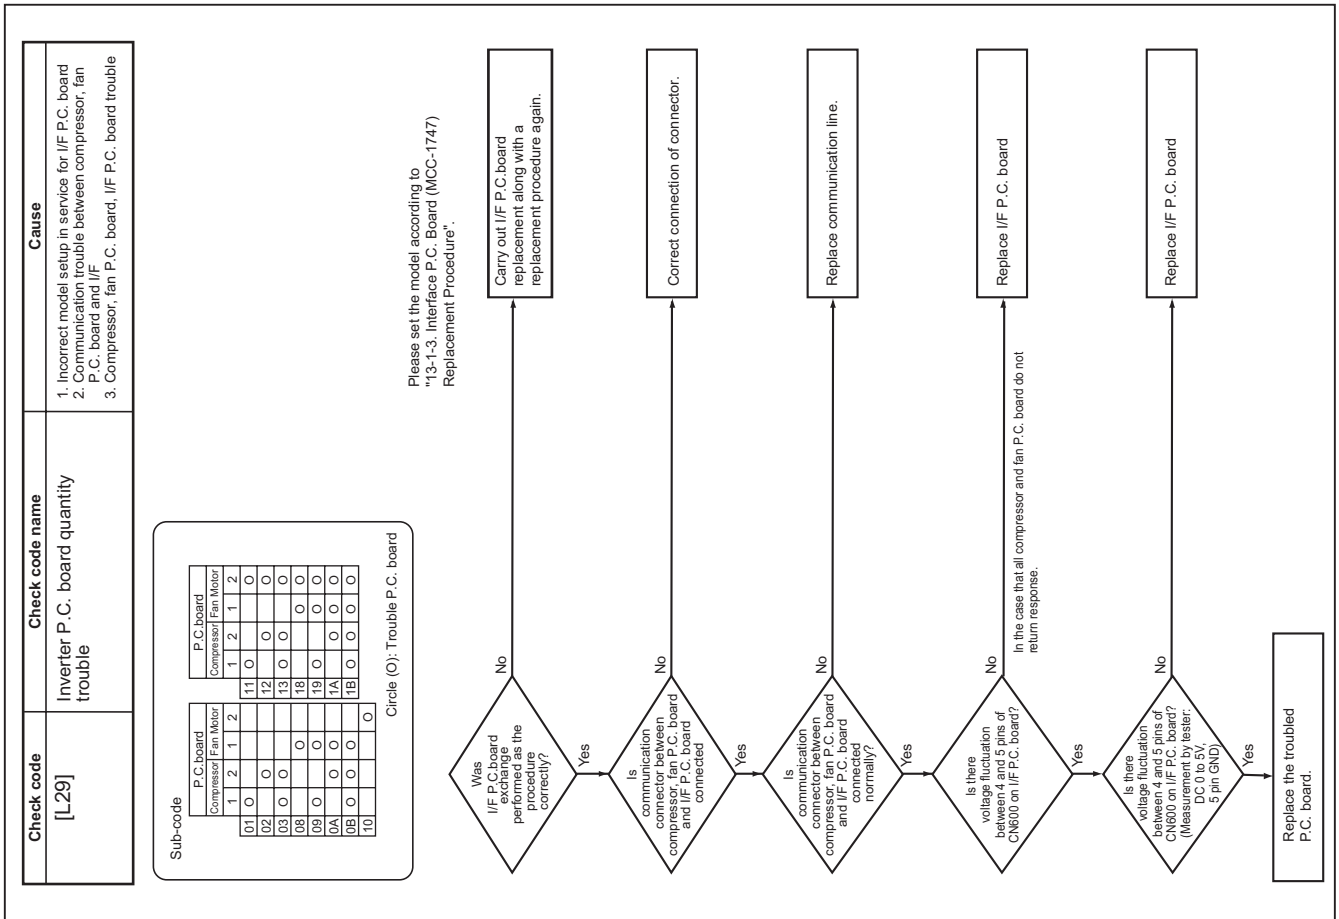 Check code
Check code name
Cause
[L29]
Inverter P.C. board quantity
trouble
1. Incorrect model setup in service for I/F P.C. board
2. Communication trouble between compressor, fan
P.C. board and I/F
3. Compressor, fan P.C. board, I/F P.C. board trouble
Sub-code
P.C.board
Compressor Fan Motor
1 2 1 2
01 O
02 O
03 O O
08 O
09 O O
0A O O
0B O O O
10 O
P.C.board
Compressor Fan Motor
1 2 1 2
11 O O
12 O O
13 O O O
18 O O
19 O O O
1A O O O
1B O O O O
Circle (O): Trouble P.C. board
Please set the model according to
"13-1-3. Interface P.C. Board (MCC-1747)
Replacement Procedure".
Was
I/F P.C.board
exchange
performed as the
procedure
correctly?
No
Carry out I/F P.C.board
replacement along with a
replacement procedure again.
Yes
Is
communication
connector between
compressor, fan P.C. board
and I/F P.C. board
connected
No
Correct connection of connector.
Yes
Is
communication
connector between
compressor, fan P.C. board
and I/F P.C. board
connected
normally?
No
Replace communication line.
Yes
Is there
voltage fluctuation
between 4 and 5 pins of
CN600 on I/F P.C. board?
No
In the case that all compressor and fan P.C. board do not
return response.
Replace I/F P.C. board
Yes
Is there
voltage fluctuation
between 4 and 5 pins of
CN600 on I/F P.C. board?
(Measurement by tester:
DC 0 to 5V,
5 pin GND)
No
Replace I/F P.C. board
Yes
Replace the troubled
P.C. board.